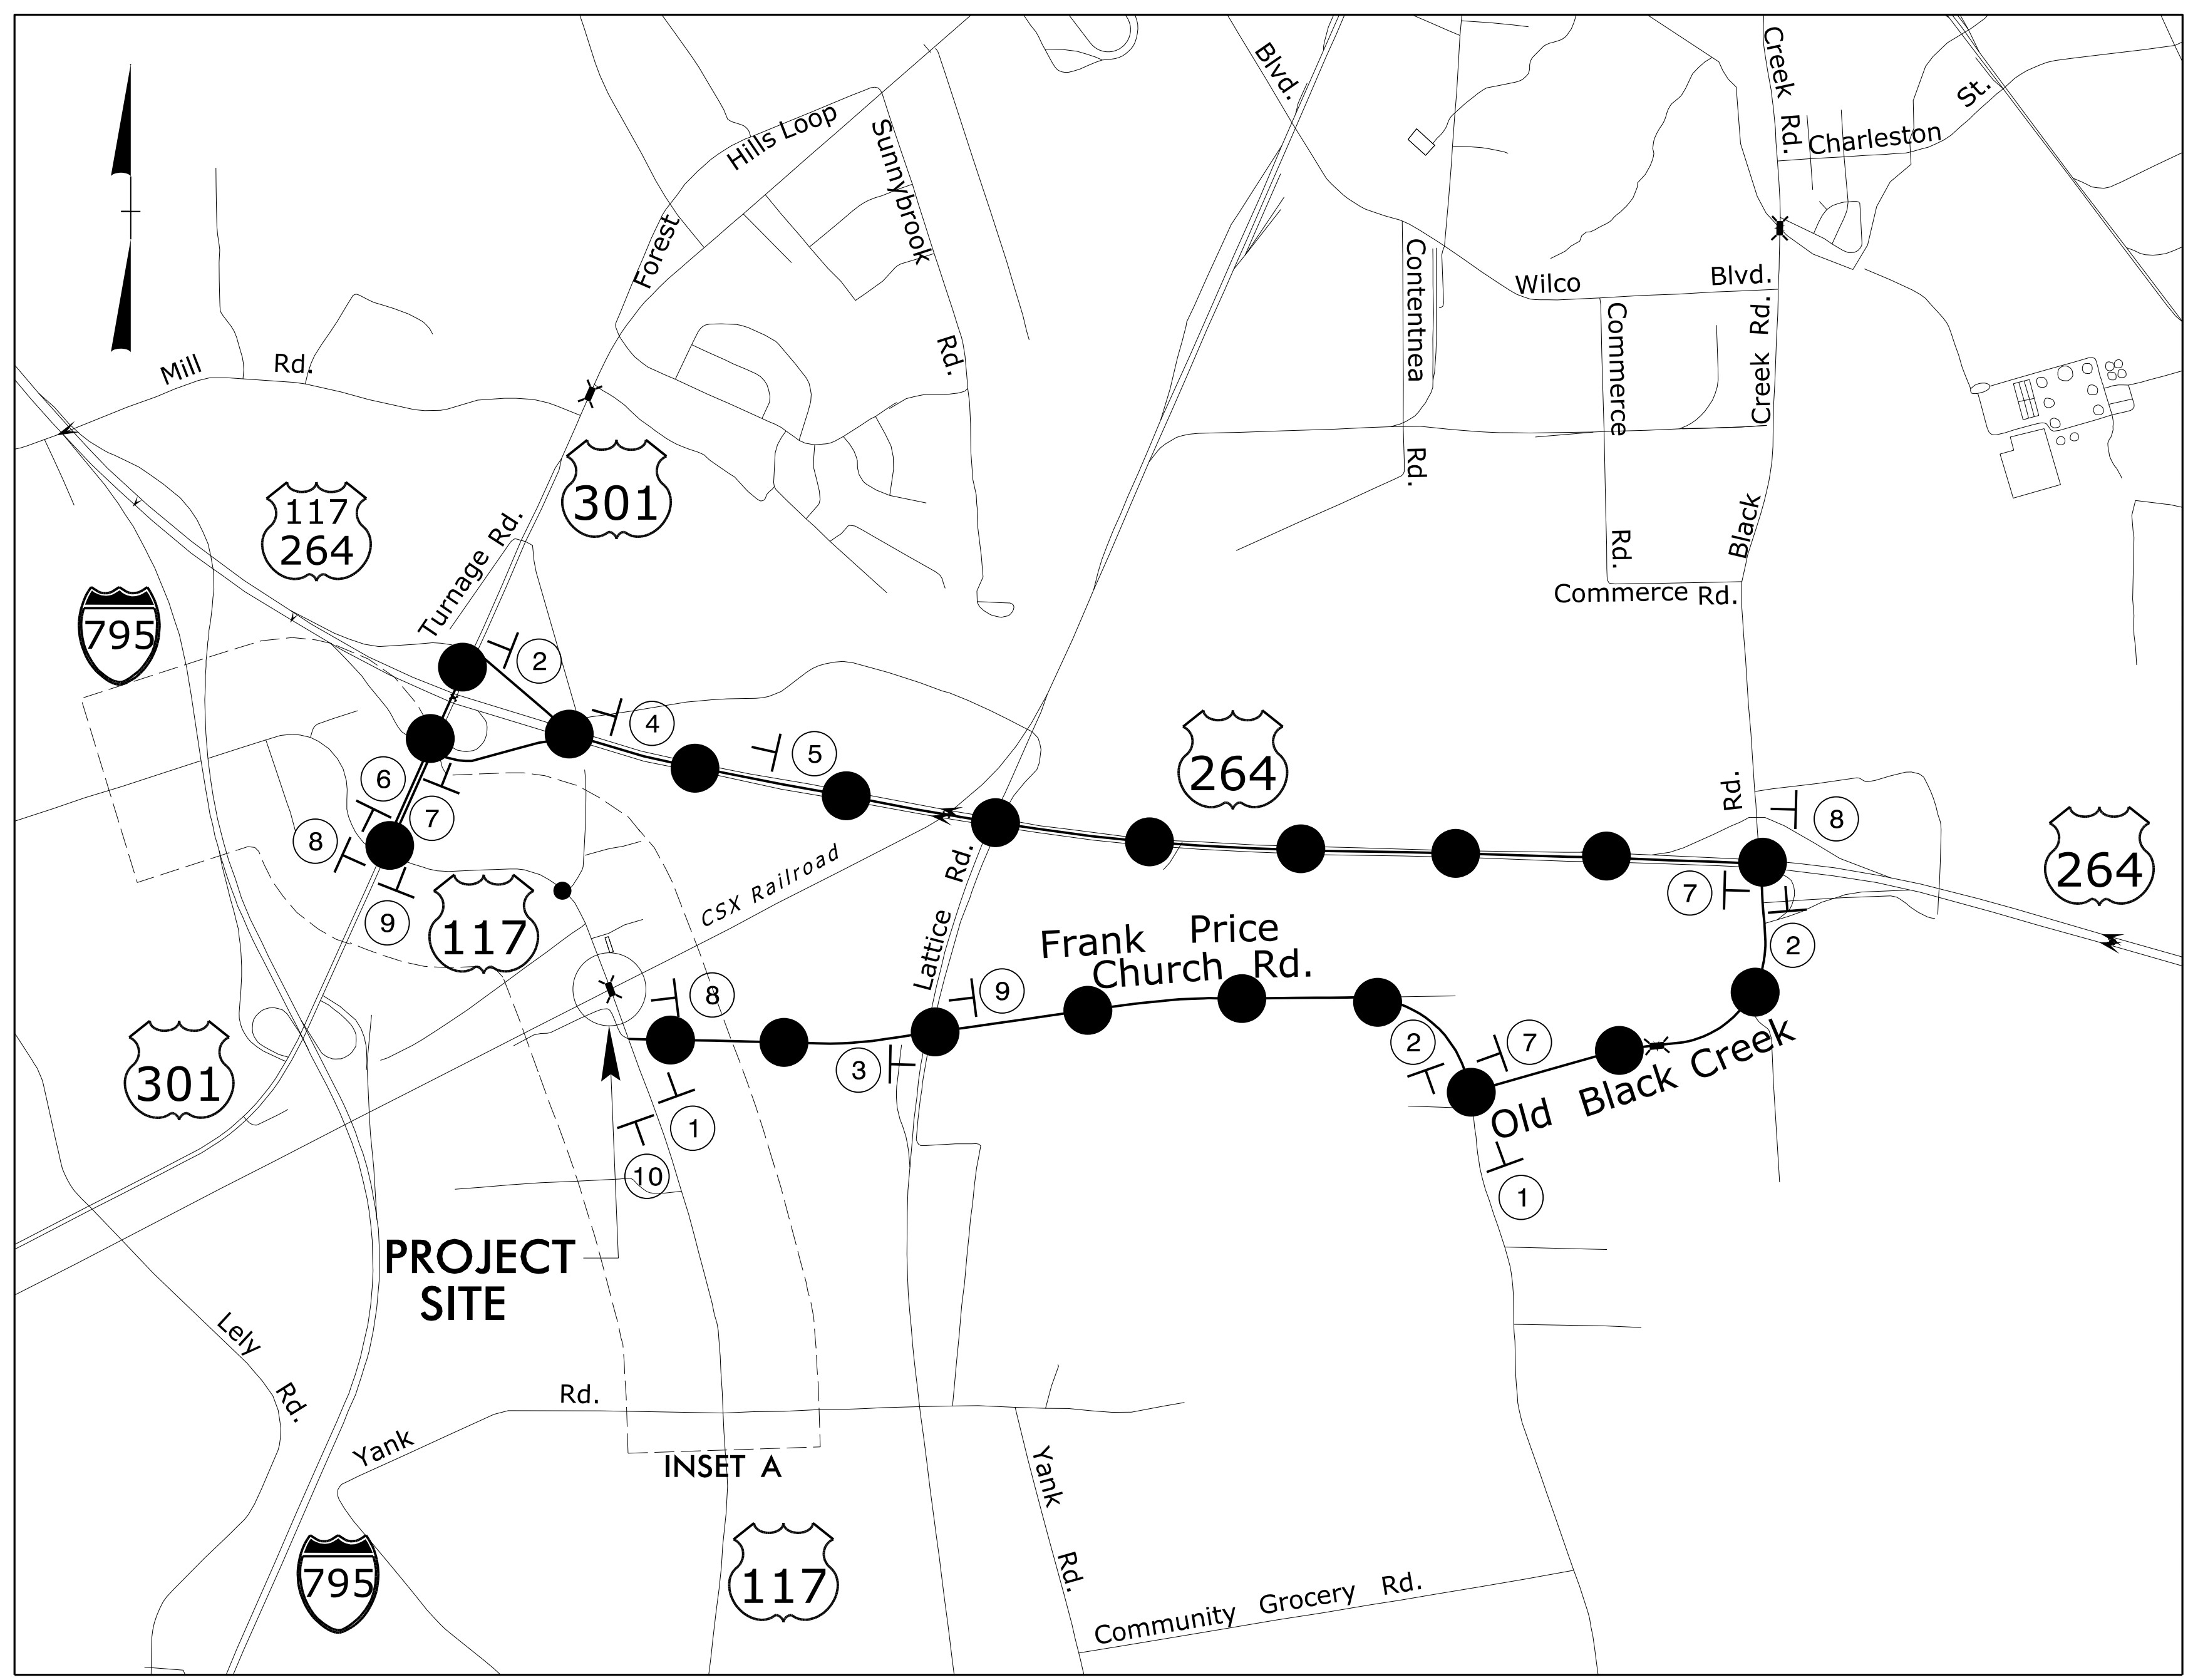 Blvd.
Creek Rd.
St.
Charleston
Hills Loop
Sunnybrook
Forest
Contentnea
Wilco
Blvd.
Commerce
Creek Rd.
Mill Rd.
Rd.
Rd.
117
264
301
Turnage Rd.
Black
Rd.
Commerce Rd.
795
2
4
5
264
Rd.
6
7
8
8
264
9
117
CSX Railroad
Rd.
Lattice
7
2
Frank Price
Church Rd.
8
9
301
3
2
7
Old Black Creek
1
10
1
PROJECT
SITE
Lely
Rd.
Rd.
Yank
INSET A
Yank
Rd.
795
117
Community Grocery Rd.